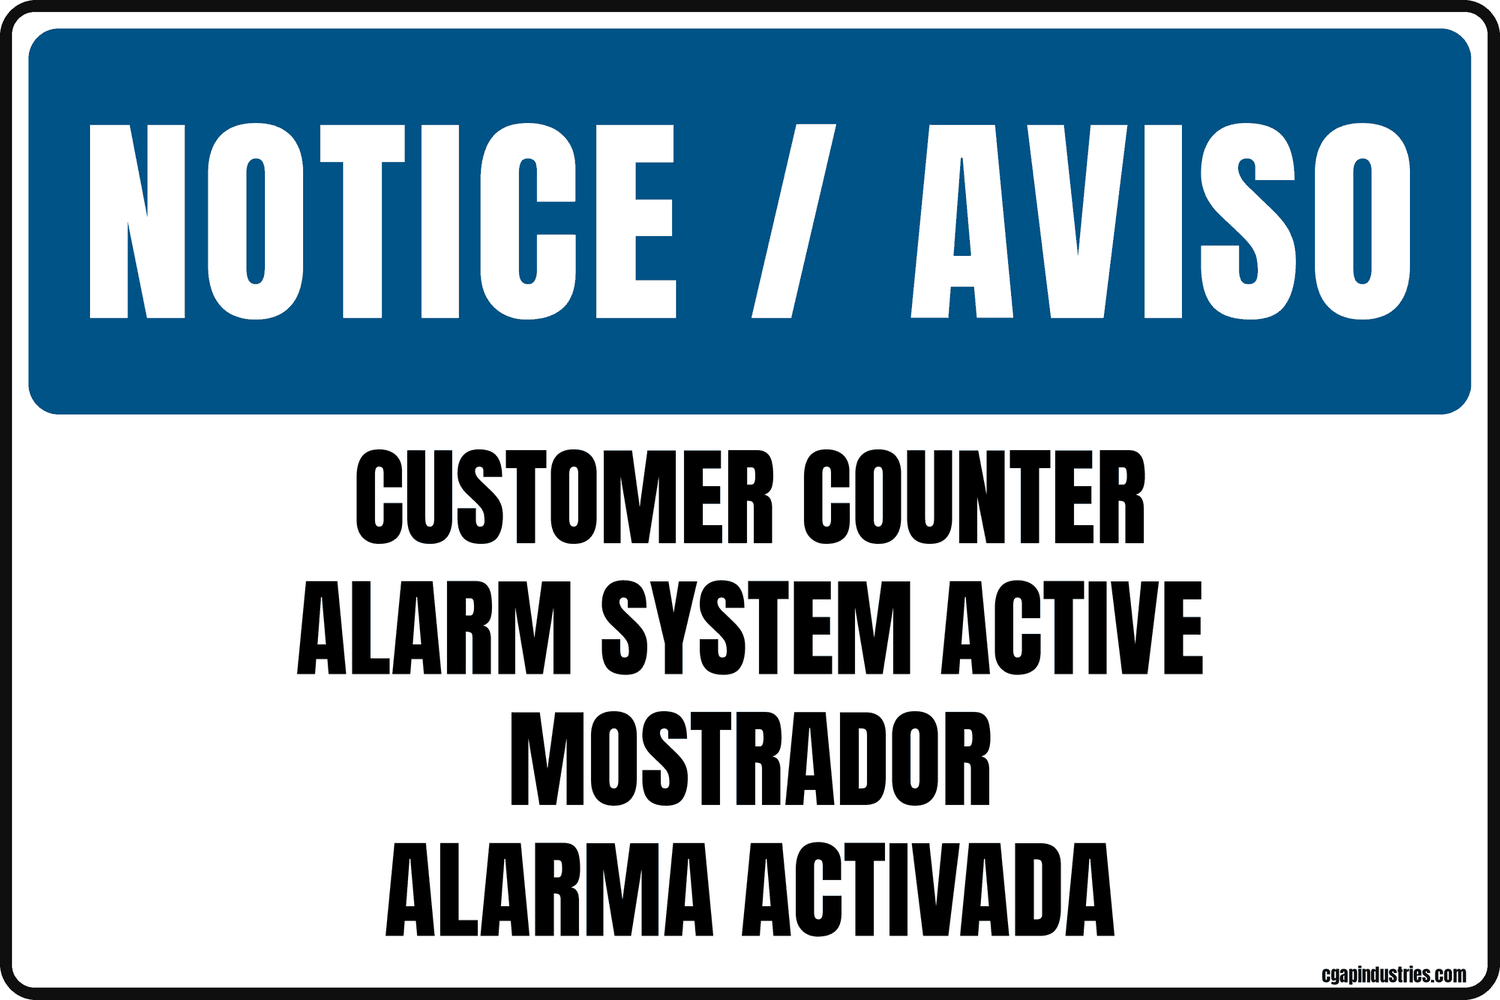 NOTICE / AVISO
CUSTOMER COUNTER
ALARM SYSTEM ACTIVE
MOSTRADOR
ALARMA ACTIVADA
cgapindustries.com